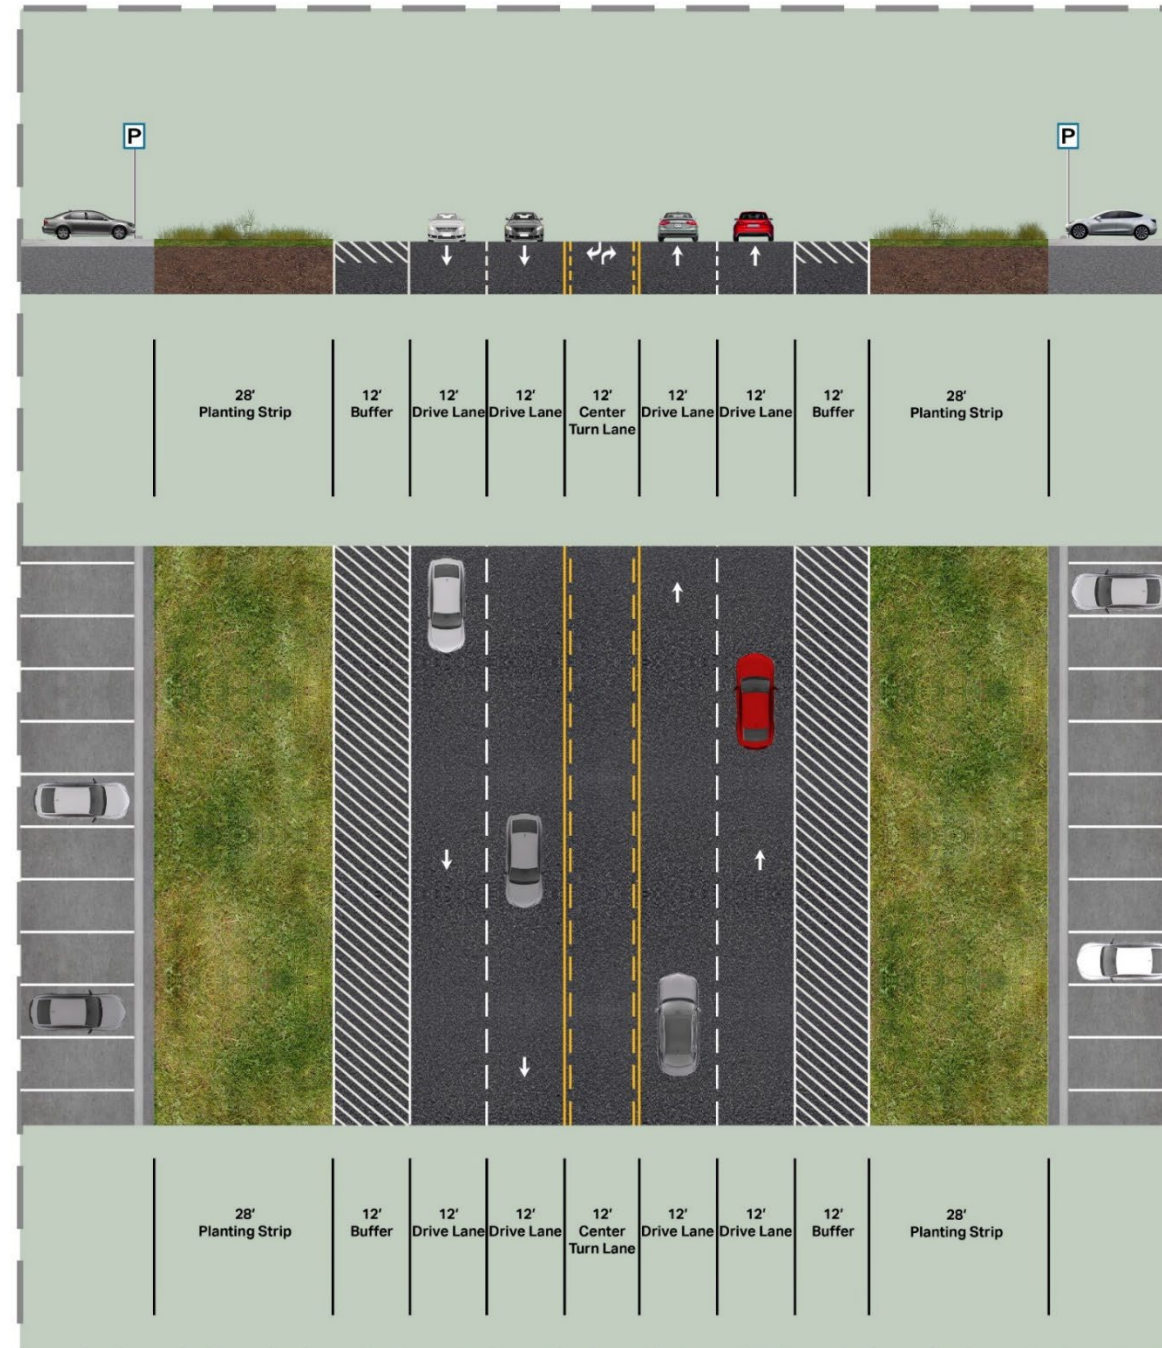 P
P
28'
Planting Strip
12'
Buffer
12'
Drive Lane
12'
Drive Lane
12'
Center
Turn Lane
12'
Drive Lane
12'
Drive Lane
12'
Buffer
28'
Planting Strip
28'
Planting Strip
12'
Buffer
12'
Drive Lane
12'
Drive Lane
12'
Center
Turn Lane
12'
Drive Lane
12'
Drive Lane
12'
Buffer
28'
Planting Strip